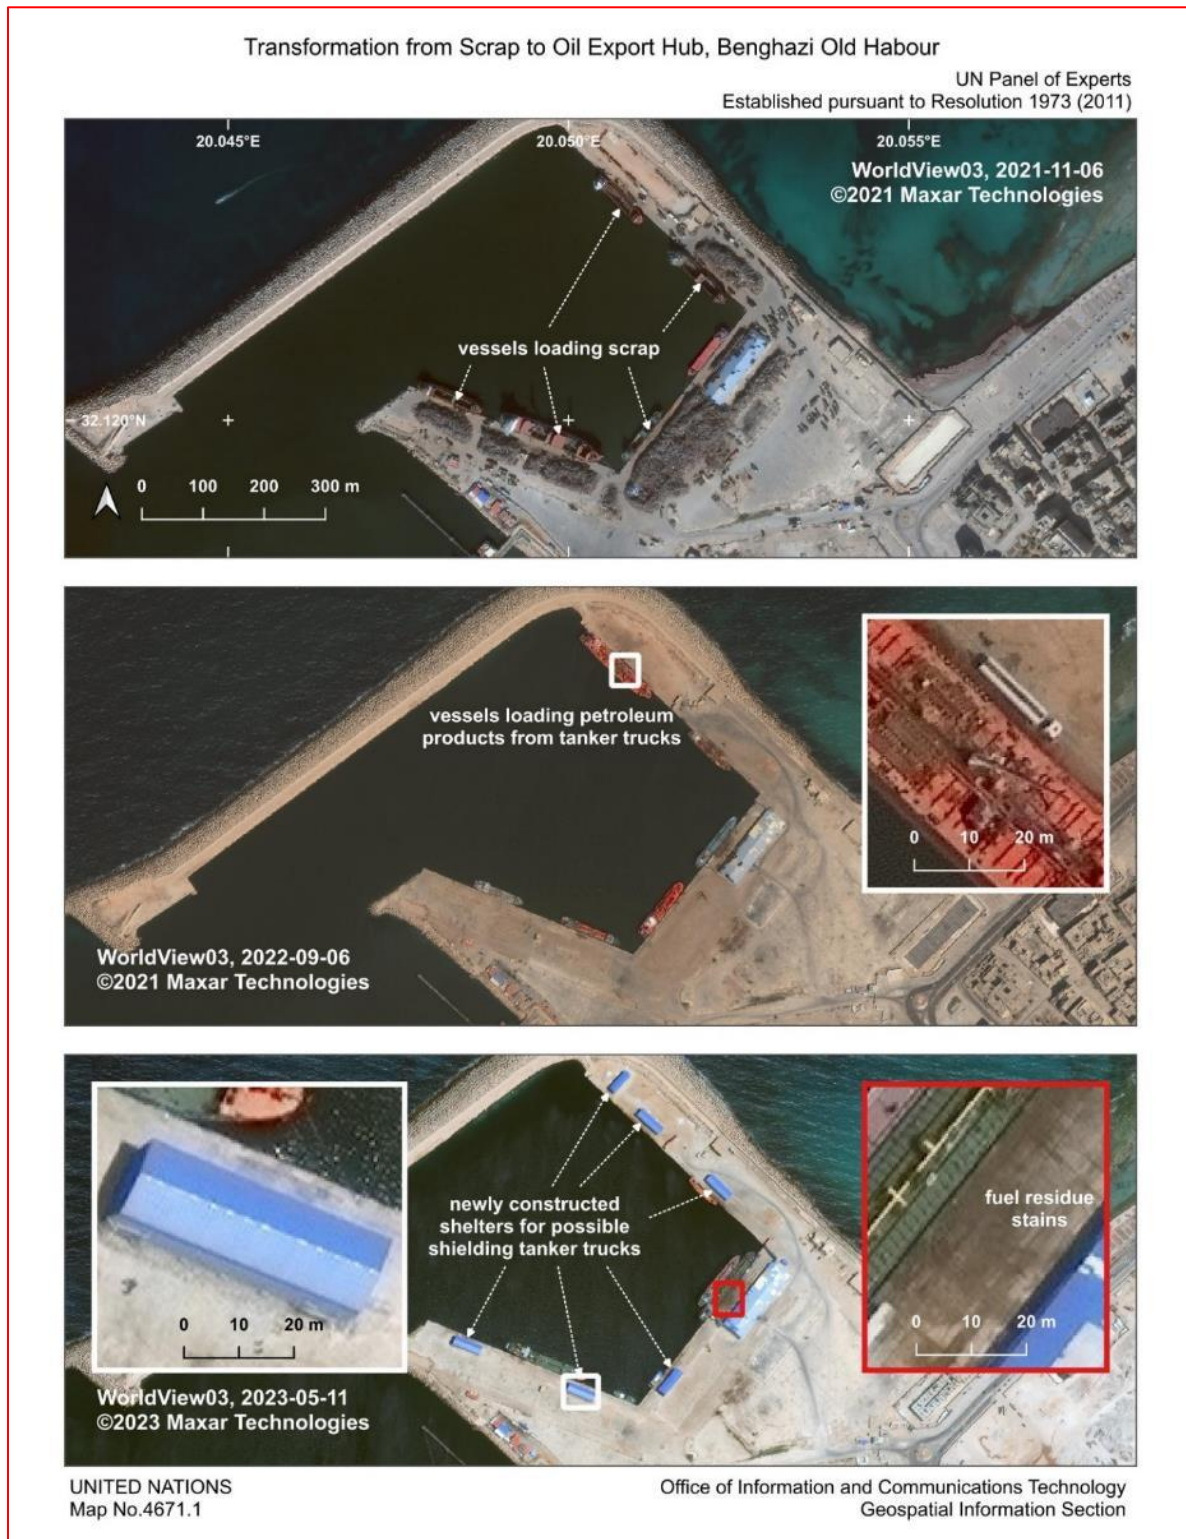 Transformation from Scrap to Oil Export Hub, Benghazi Old Habour
UN Panel of Experts
Established pursuant to Resolution 1973 (2011)
20.045°E
20.050°E
20.055°E
WorldView03, 2021-11-06
©2021 Maxar Technologies
vessels loading scrap
32.120°N
0 100 200 300 m
vessels loading petroleum
products from tanker trucks
0 10 20 m
WorldView03, 2022-09-06
©2021 Maxar Technologies
newly constructed
shelters for possible
shielding tanker trucks
fuel residue
stains
0 10 20 m
0 10 20 m
WorldView03, 2023-05-11
©2023 Maxar Technologies
UNITED NATIONS
Map No.4671.1
Office of Information and Communications Technology
Geospatial Information Section